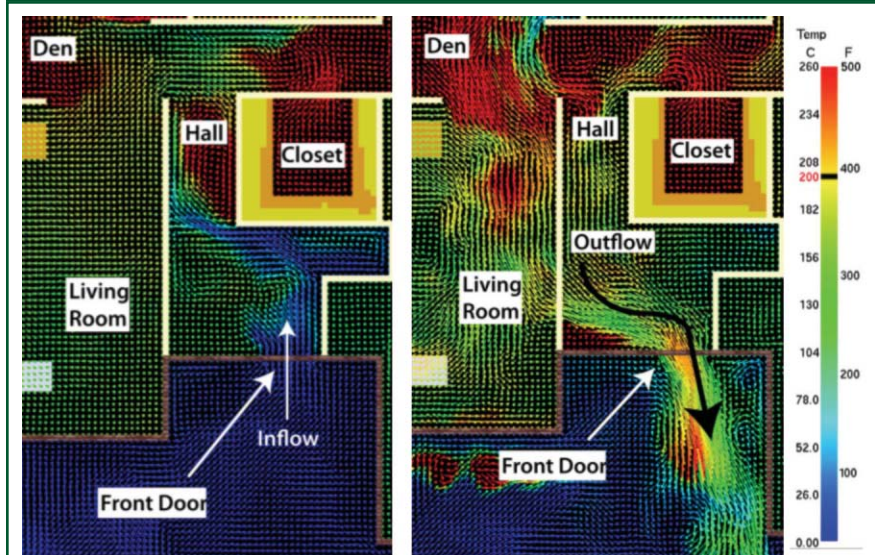 Den
Hall
Closet
Living
Room
Inflow
Front Door
Den
Hall
Closet
Outflow
Living
Room
Front Door
Temp
C F
260 500
234
208 400
200
182
156 300
130
104
78.0 200
52.0
26.0 100
0.00